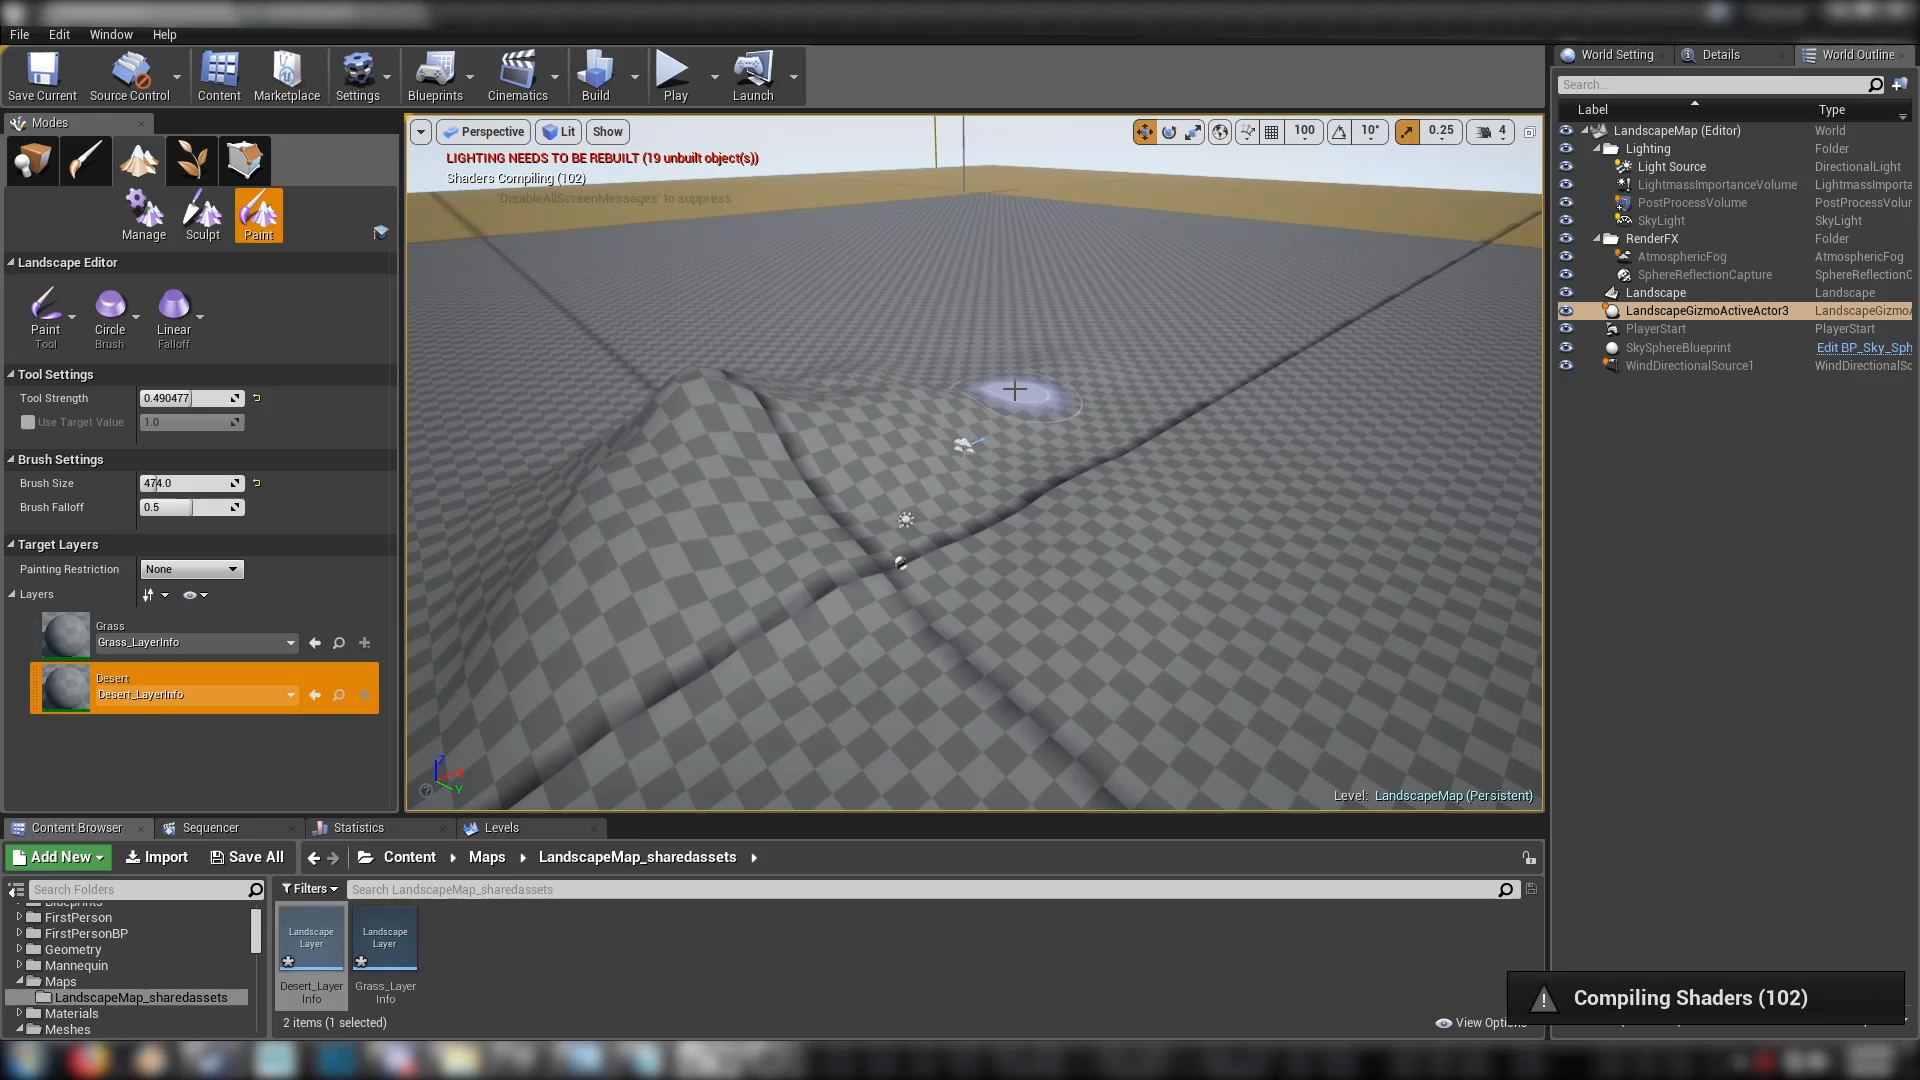 File Edit Window Help
Save Current Source Control Content Marketplace Settings Blueprints Cinematics Build Play Launch
World Setting Details World Outline
Search...
Label Type
LandscapeMap (Editor) World
Lighting Folder
Light Source DirectionalLight
LightmassImportanceVolume Lightmassimporta
PostProcessVolume PostProcessVolur
SkyLight SkyLight
RenderFX Folder
AtmosphericFog AtmosphericFog
SphereReflectionCapture SphereReflectionC
Landscape Landscape
LandscapeGizmoActiveActor3 LandscapeGizmoA
PlayerStart PlayerStart
SkySphereBlueprint Edit BP_Sky_Sph
WindDirectionalSource1 WindDirectionalSc
Modes
Manage Sculpt Paint
Landscape Editor
Paint Circle Linear
Tool Brush Falloff
Tool Settings
Tool Strength 0.490477
Use Target Value 1.0
Brush Settings
Brush Size 474.0
Brush Falloff 0.5
Target Layers
Painting Restriction None
Layers
Grass
Grass_LayerInfo
Desert
Desert_LayerInfo
Perspective Lit Show 100 10° 0.25 4
LIGHTING NEEDS TO BE REBUILT (19 unbuilt object(s))
Shaders Compiling (102)
'DisableAllScreenMessages' to suppress
Z X Y
Level: LandscapeMap (Persistent)
Content Browser Sequencer Statistics Levels
Add New Import Save All Content Maps LandscapeMap_sharedassets
Search Folders
Blueprints
FirstPerson
FirstPersonBP
Geometry
Mannequin
Maps
LandscapeMap_sharedassets
Materials
Meshes
Filters Search LandscapeMap_sharedassets
Landscape Layer
Desert_Layer
Info
Landscape Layer
Grass_Layer
Info
2 items (1 selected)
View Optio
Compiling Shaders (102)